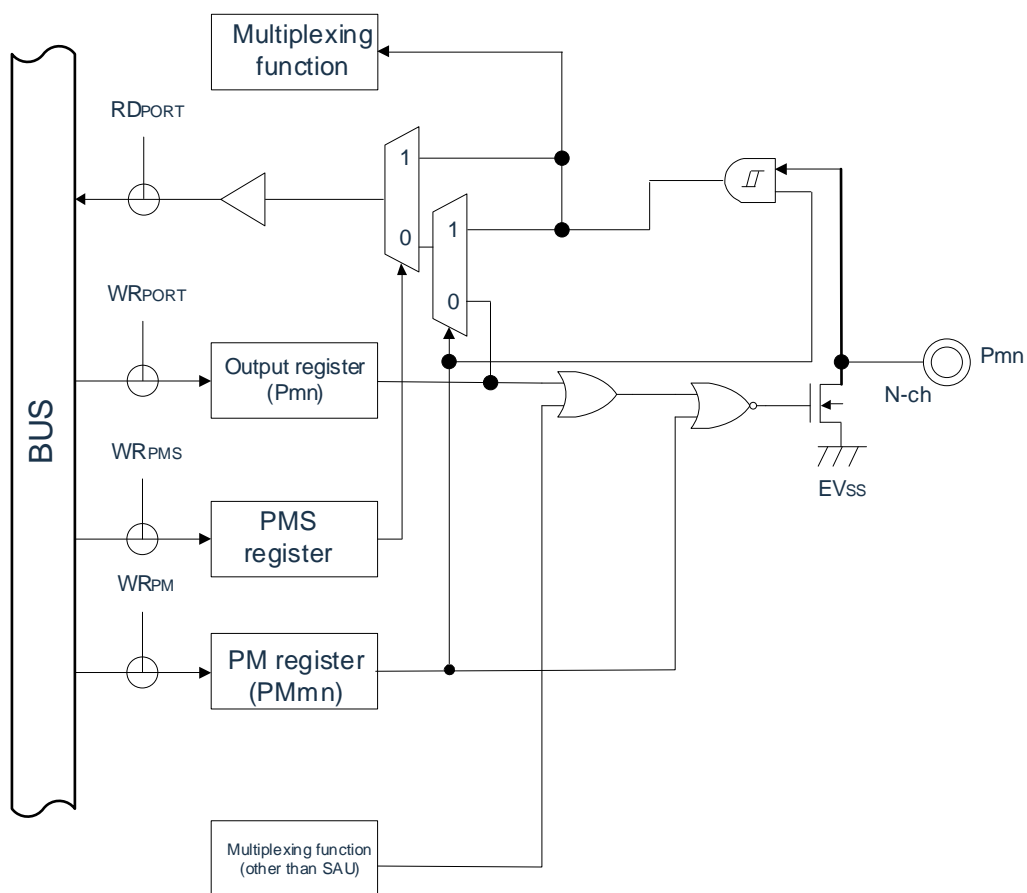 Multiplexing
function
RDPORT
1
0
1
0
WRPORT
Output register
(Pmn)
Pmn
N-ch
EVSS
BUS
WRPMS
PMS
register
WRPM
PM register
(PMmn)
Multiplexing function
(other than SAU)